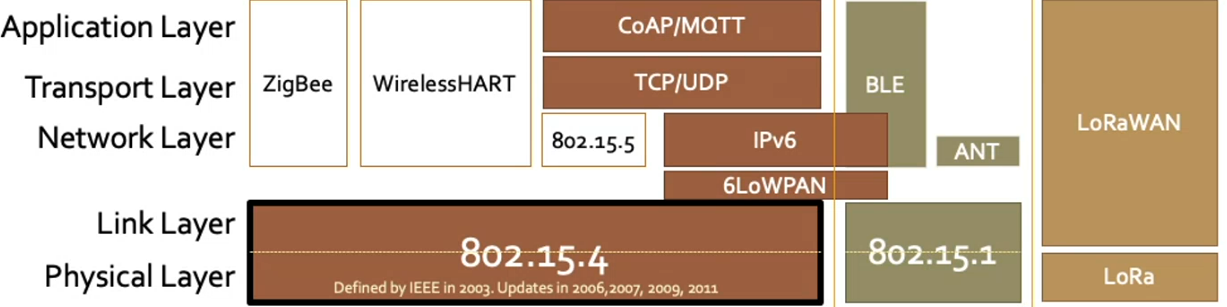 Application Layer
Transport Layer
Network Layer
Link Layer
Physical Layer
ZigBee
WirelessHART
CoAP/MQTT
TCP/UDP
802.15.5
IPv6
6LoWPAN
802.15.4
Defined by IEEE in 2003. Updates in 2006,2007, 2009, 2011
BLE
ANT
802.15.1
LoRaWAN
LoRa